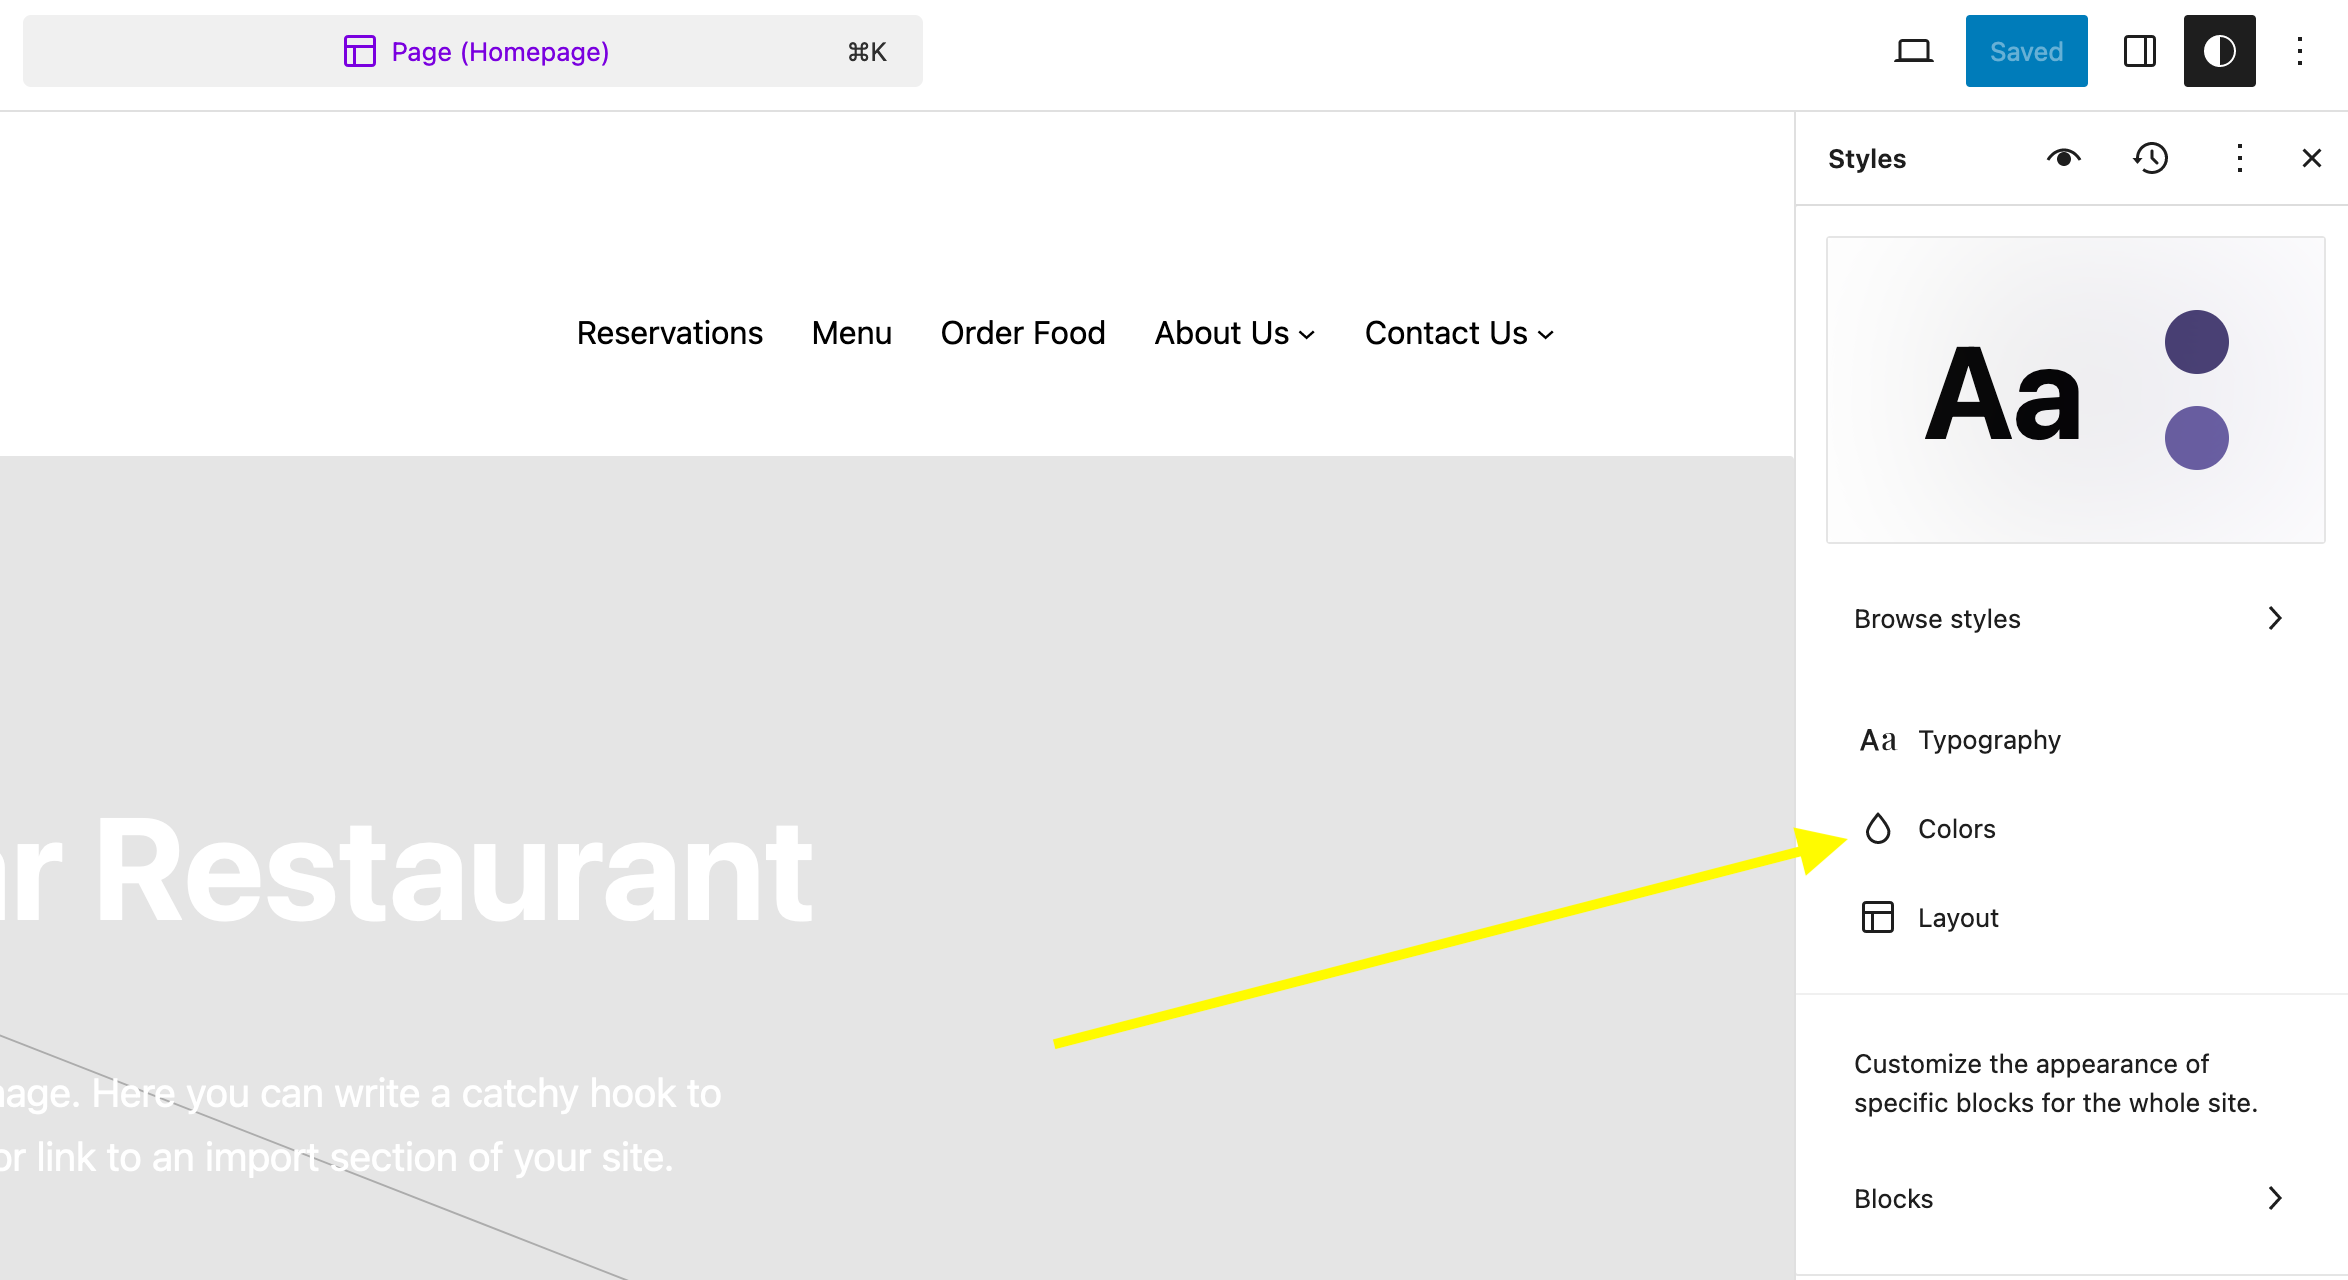 Page (Homepage) ⌘K
Saved
Styles
Reservations Menu Order Food About Us Contact Us
Aa
Browse styles
Aa Typography
Colors
Layout
Restaurant
Here you can write a catchy hook to
or link to an import section of your site.
Customize the appearance of
specific blocks for the whole site.
Blocks